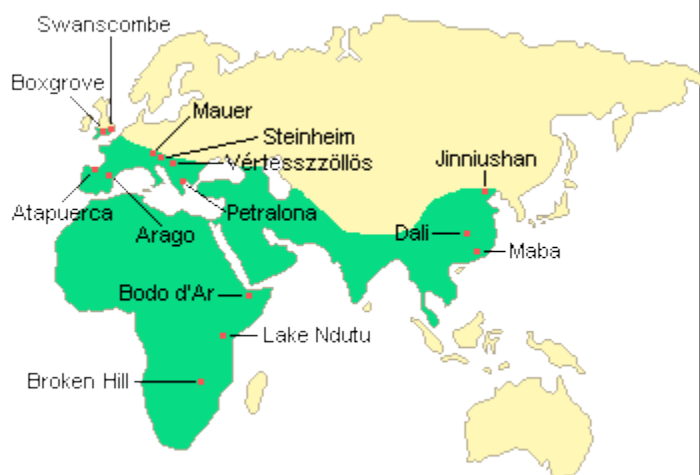 Swanscombe
Boxgrove
Mauer
Steinheim
Vértesszzöllös
Jinniushan
Atapuerca
Petralona
Arago
Dali
Maba
Bodo d'Ar
Lake Ndutu
Broken Hill